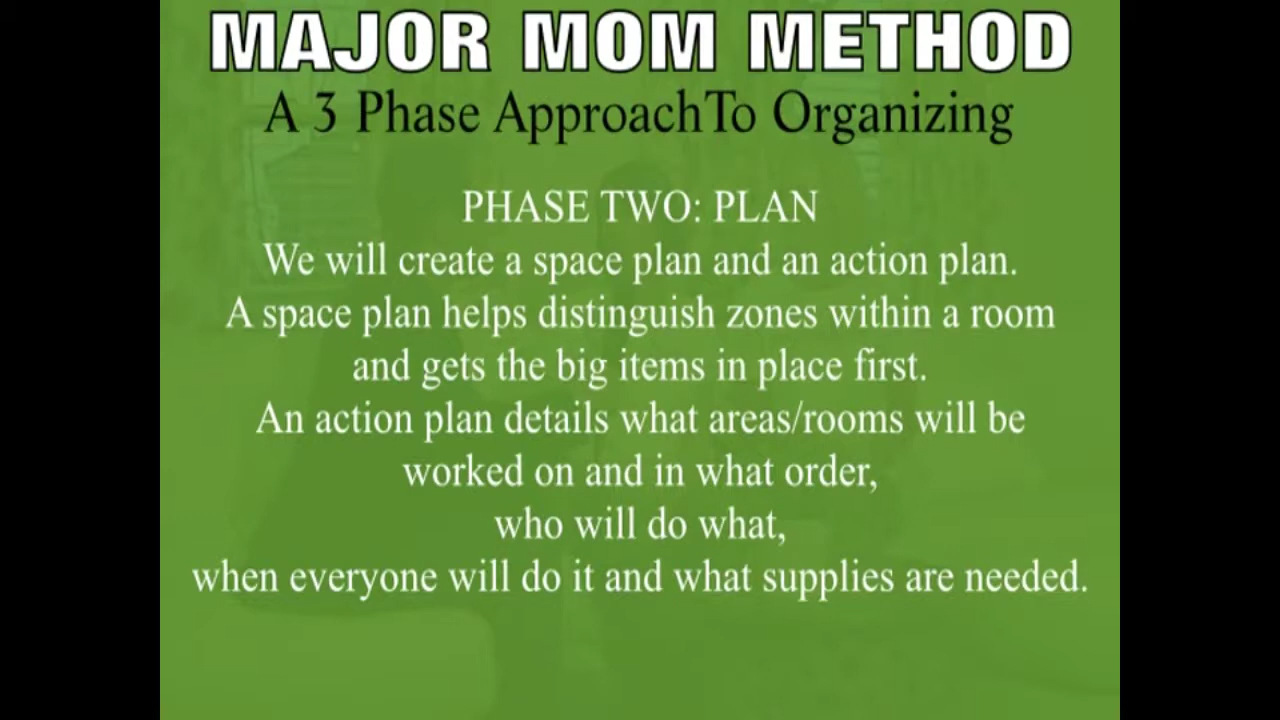 MAJOR MOM METHOD
A 3 Phase ApproachTo Organizing
PHASE TWO: PLAN
We will create a space plan and an action plan.
A space plan helps distinguish zones within a room
and gets the big items in place first.
An action plan details what areas/rooms will be
worked on and in what order,
who will do what,
when everyone will do it and what supplies are needed.